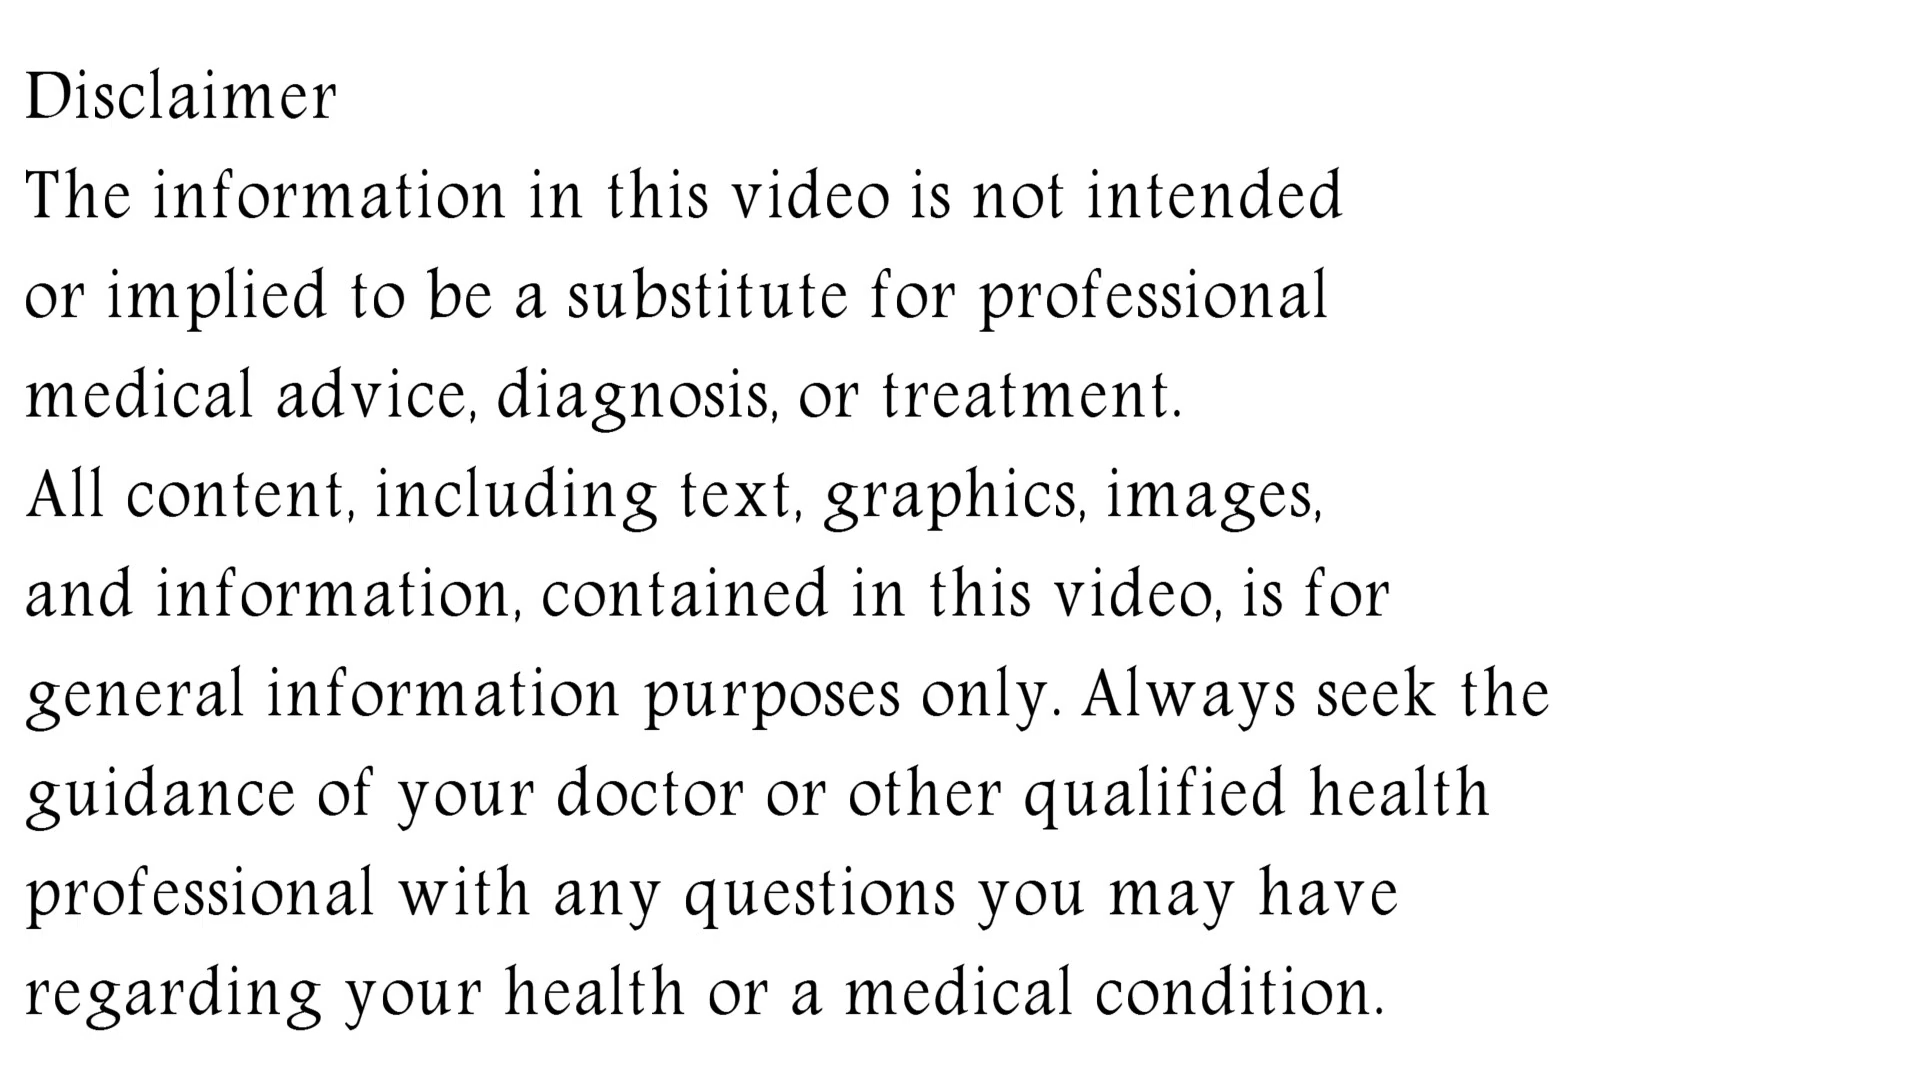 Disclaimer
The information in this video is not intended
or implied to be a substitute for professional
medical advice, diagnosis, or treatment.
All content, including text, graphics, images,
and information, contained in this video, is for
general information purposes only. Always seek the
guidance of your doctor or other qualified health
professional with any questions you may have
regarding your health or a medical condition.